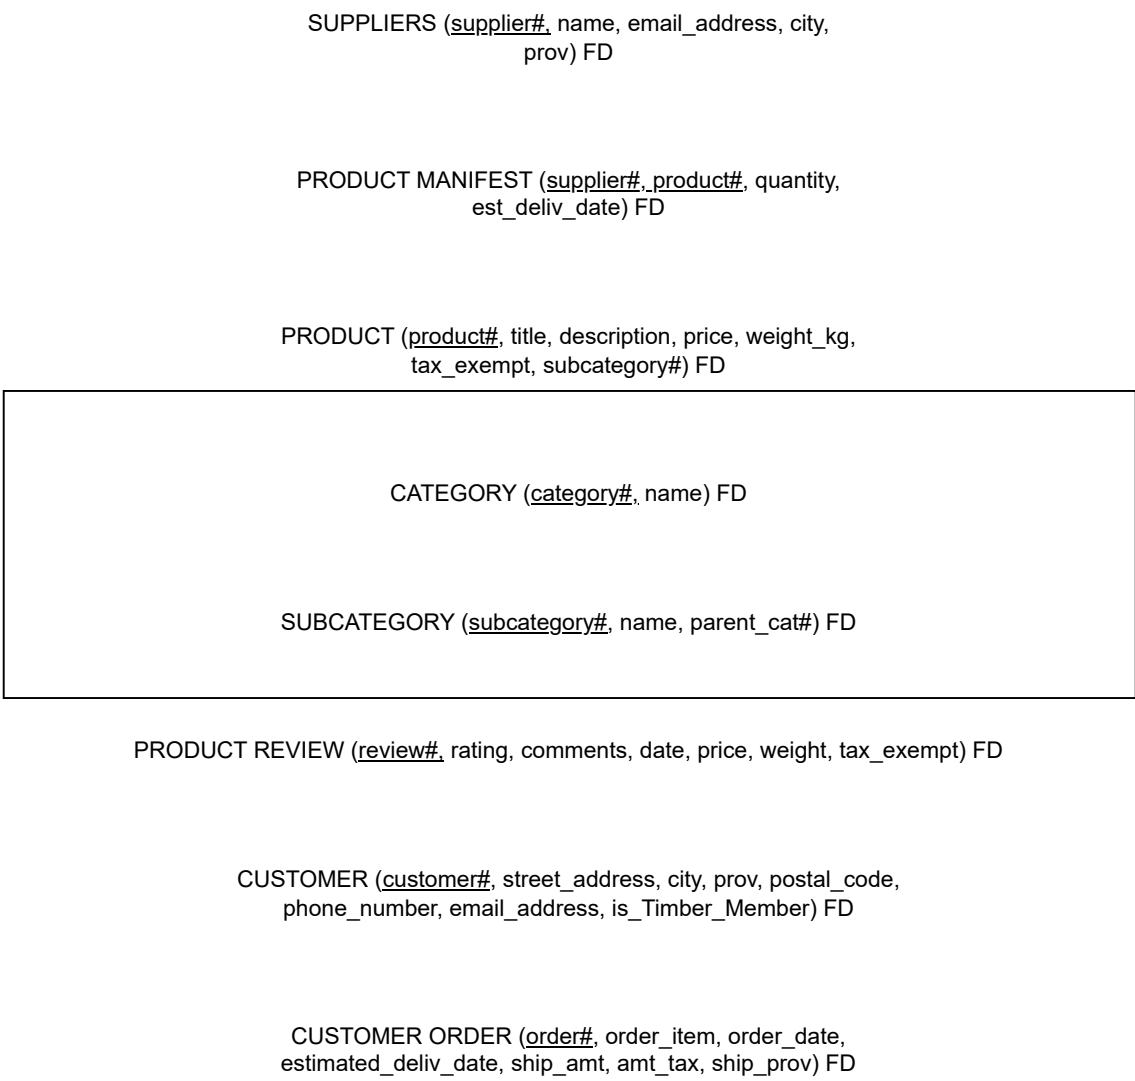 SUPPLIERS (supplier#, name, email_address, city,
prov) FD
PRODUCT MANIFEST (supplier#, product#, quantity,
est_deliv_date) FD
PRODUCT (product#, title, description, price, weight_kg,
tax_exempt, subcategory#) FD
CATEGORY (category#, name) FD
SUBCATEGORY (subcategory#, name, parent_cat#) FD
PRODUCT REVIEW (review#, rating, comments, date, price, weight, tax_exempt) FD
CUSTOMER (customer#, street_address, city, prov, postal_code,
phone_number, email_address, is_Timber_Member) FD
CUSTOMER ORDER (order#, order_item, order_date,
estimated_deliv_date, ship_amt, amt_tax, ship_prov) FD